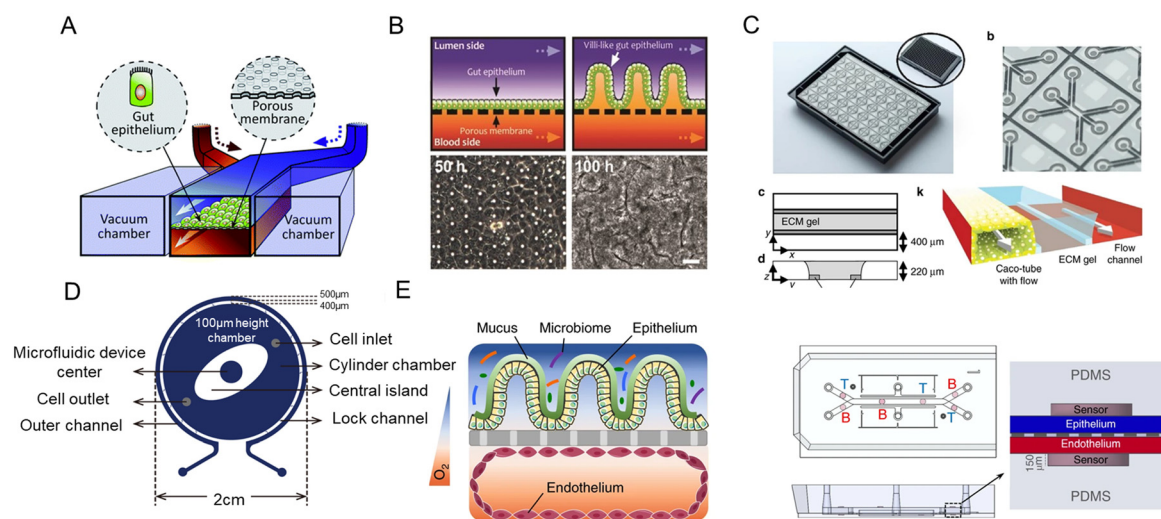 A
Gut
epithelium
Porous
membrane
Vacuum
chamber
Vacuum
chamber
B
Lumen side
Gut epithelium
Porous membrane
Blood side
Villi-like gut epithelium
50 h
100 h
C
b
c
ECM gel
y
x
400 µm
d
z
y
220 µm
k
Caco-tube
with flow
ECM gel
Flow
channel
D
500µm
400µm
100µm height
chamber
Microfluidic device
center
Cell outlet
Outer channel
Cell inlet
Cylinder chamber
Central island
Lock channel
2cm
E
Mucus
Microbiome
Epithelium
O2
Endothelium
T
T
B
B
B
T
PDMS
Sensor
Epithelium
Endothelium
Sensor
150
µm
PDMS